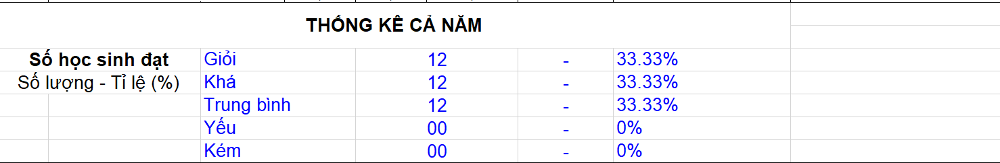 THỐNG KÊ CẢ NĂM
Số học sinh đạt Giỏi 12 - 33.33%
Số lượng - Tỉ lệ (%) Khá 12 - 33.33%
Trung bình 12 - 33.33%
Yếu 00 - 0%
Kém 00 - 0%